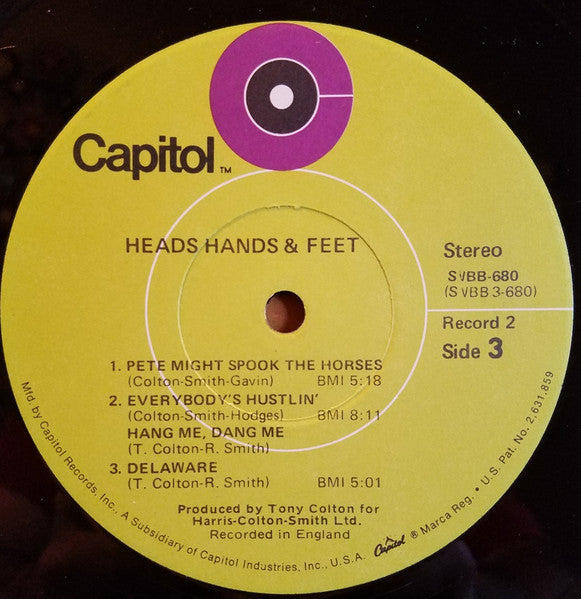 Capitol™
HEADS HANDS & FEET
Stereo
SVBB-680
(SVBB 3-680)
Record 2
Side 3
1. PETE MIGHT SPOOK THE HORSES
(Colton-Smith-Gavin) BMI 5:18
2. EVERYBODY'S HUSTLIN'
(Colton-Smith-Hodges) BMI 8:11
HANG ME, DANG ME
(T. Colton-R. Smith)
3. DELAWARE
(T. Colton-R. Smith) BMI 5:01
Produced by Tony Colton for
Harris-Colton-Smith Ltd.
Recorded in England
Mfd. by Capitol Records, Inc., A Subsidiary of Capitol Industries, Inc., U.S.A. Capitol ® Marca Reg. • U.S. Pat. No. 2,631,859